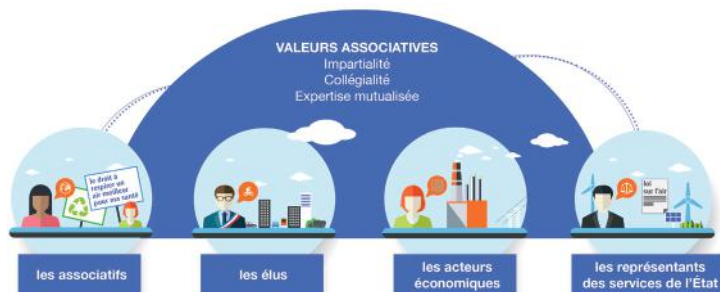 VALEURS ASSOCIATIVES
Impartialité
Collégialité
Expertise mutualisée
le droit à
respirer un
air meilleur
pour ma santé
loi
sur l'air
les associatifs
les élus
les acteurs
économiques
les représentants
des services de l'État